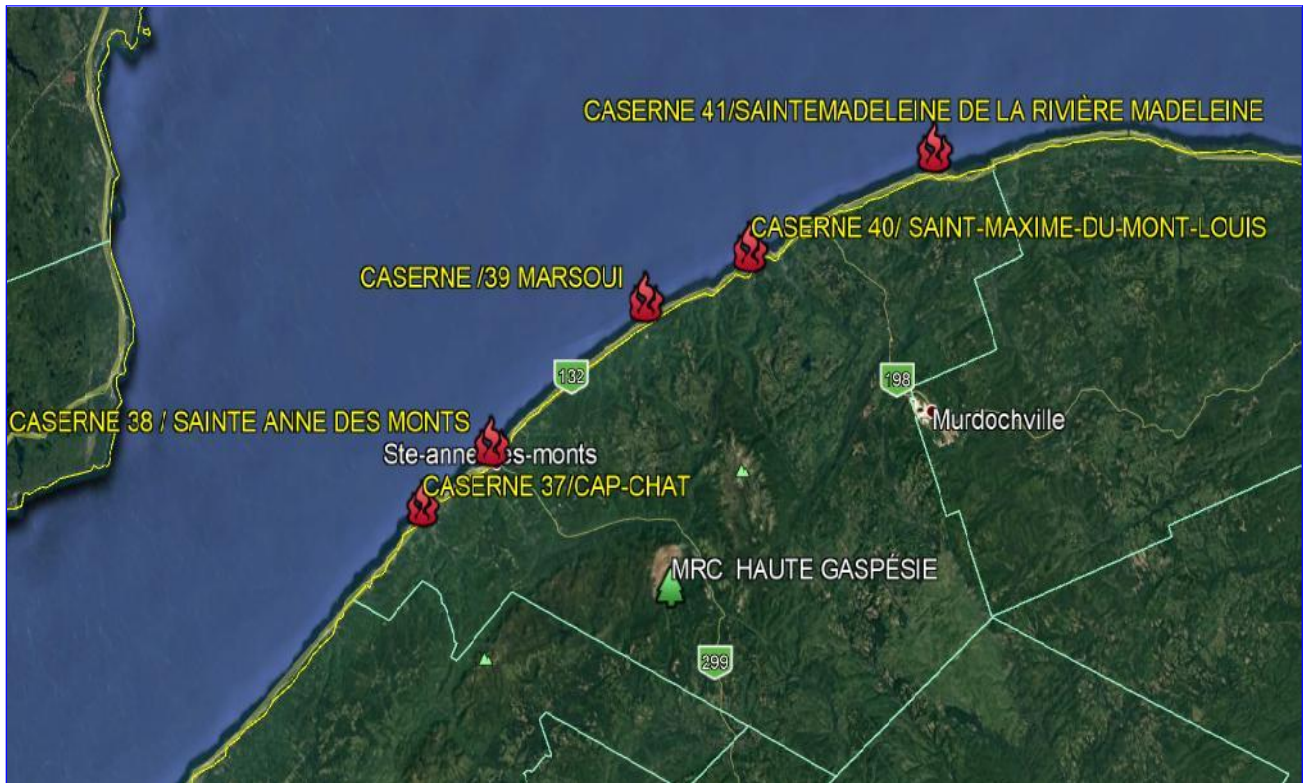 CASERNE 41/SAINTEMADELEINE DE LA RIVIÈRE MADELEINE
CASERNE 40/ SAINT-MAXIME-DU-MONT-LOUIS
CASERNE /39 MARSOUI
132
198
CASERNE 38 / SAINTE ANNE DES MONTS
Murdochville
Ste-anne-des-monts
CASERNE 37/CAP-CHAT
MRC HAUTE GASPÉSIE
299